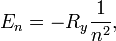 E_n = -R_y \frac{1}{n^2},